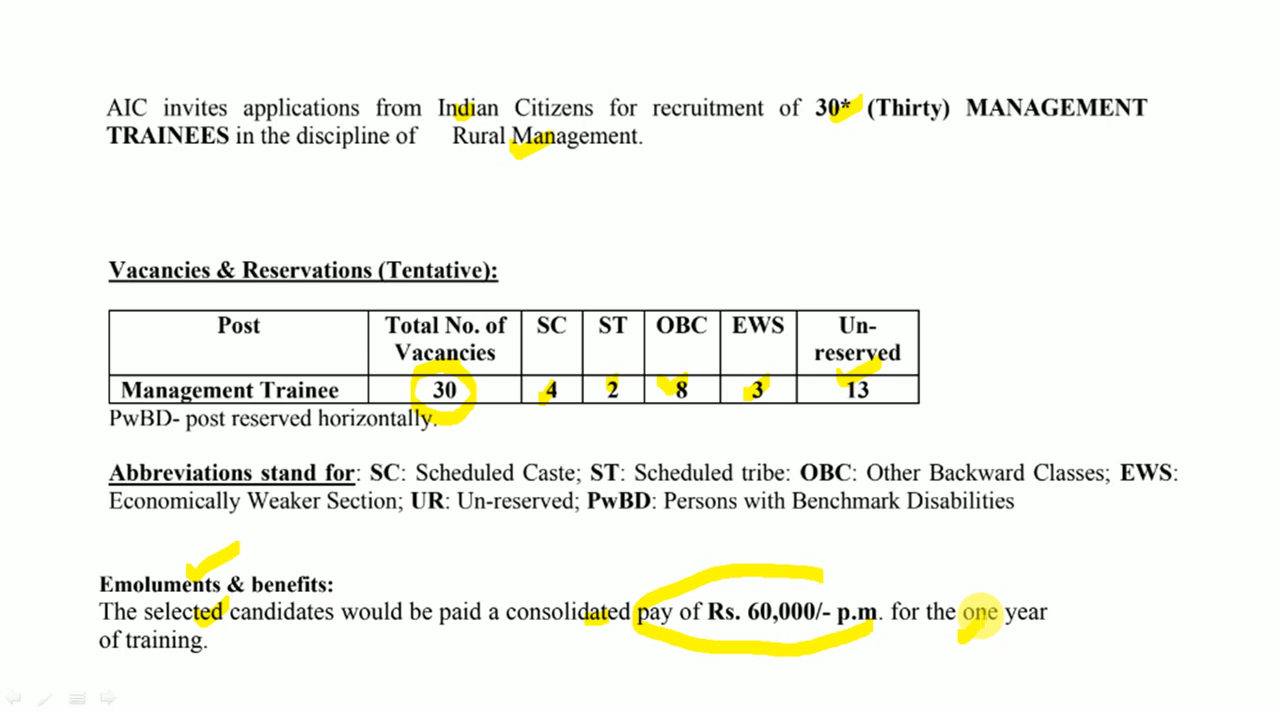 AIC invites applications from Indian Citizens for recruitment of 30* (Thirty) MANAGEMENT
TRAINEES in the discipline of Rural Management.
Vacancies & Reservations (Tentative):
Post Total No. of Vacancies SC ST OBC EWS Un-reserved
Management Trainee 30 4 2 8 3 13
PwBD- post reserved horizontally.
Abbreviations stand for: SC: Scheduled Caste; ST: Scheduled tribe: OBC: Other Backward Classes; EWS:
Economically Weaker Section; UR: Un-reserved; PwBD: Persons with Benchmark Disabilities
Emoluments & benefits:
The selected candidates would be paid a consolidated pay of Rs. 60,000/- p.m. for the one year
of training.